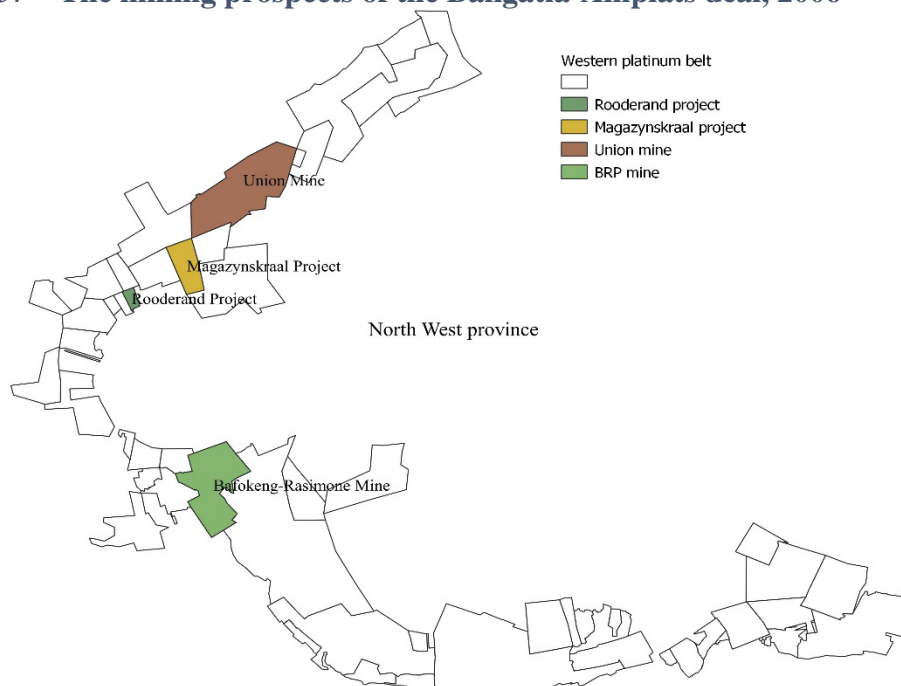 The mining prospects of the
Western platinum belt
Rooderand project
Magazynskraal project
Union mine
BRP mine
Union Mine
Magazynskraal Project
Rooderand Project
North West province
Bafokeng-Rasimone Mine